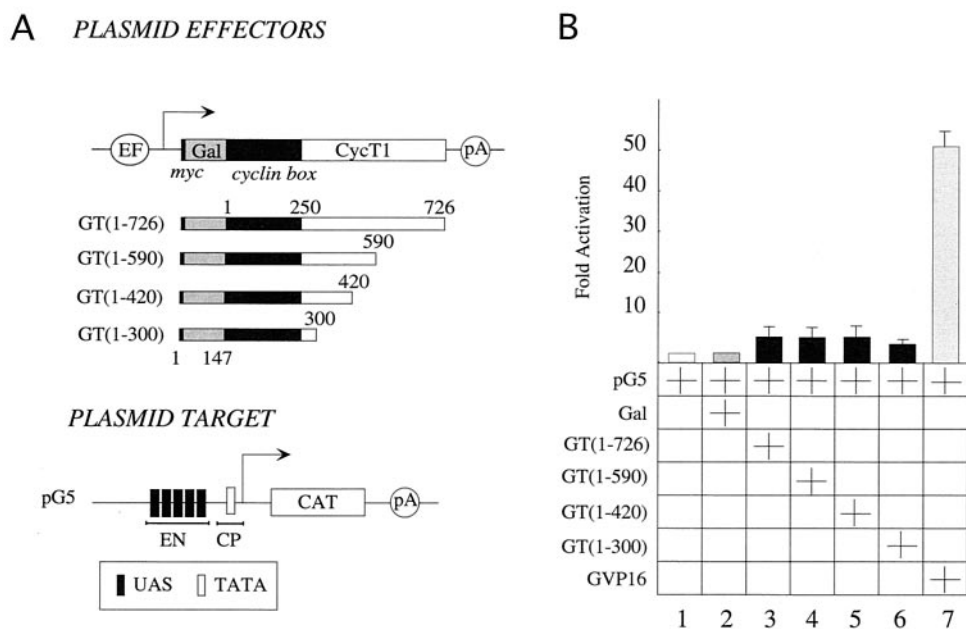 A PLASMID EFFECTORS
EF
Gal
CycT1
pA
myc
cyclin box
1 250 726
GT(1-726)
590
GT(1-590)
420
GT(1-420)
300
GT(1-300)
1 147
PLASMID TARGET
pG5
CAT
pA
EN CP
UAS TATA
B
Fold Activation
50
40
30
20
10
pG5
Gal
GT(1-726)
GT(1-590)
GT(1-420)
GT(1-300)
GVP16
1 2 3 4 5 6 7